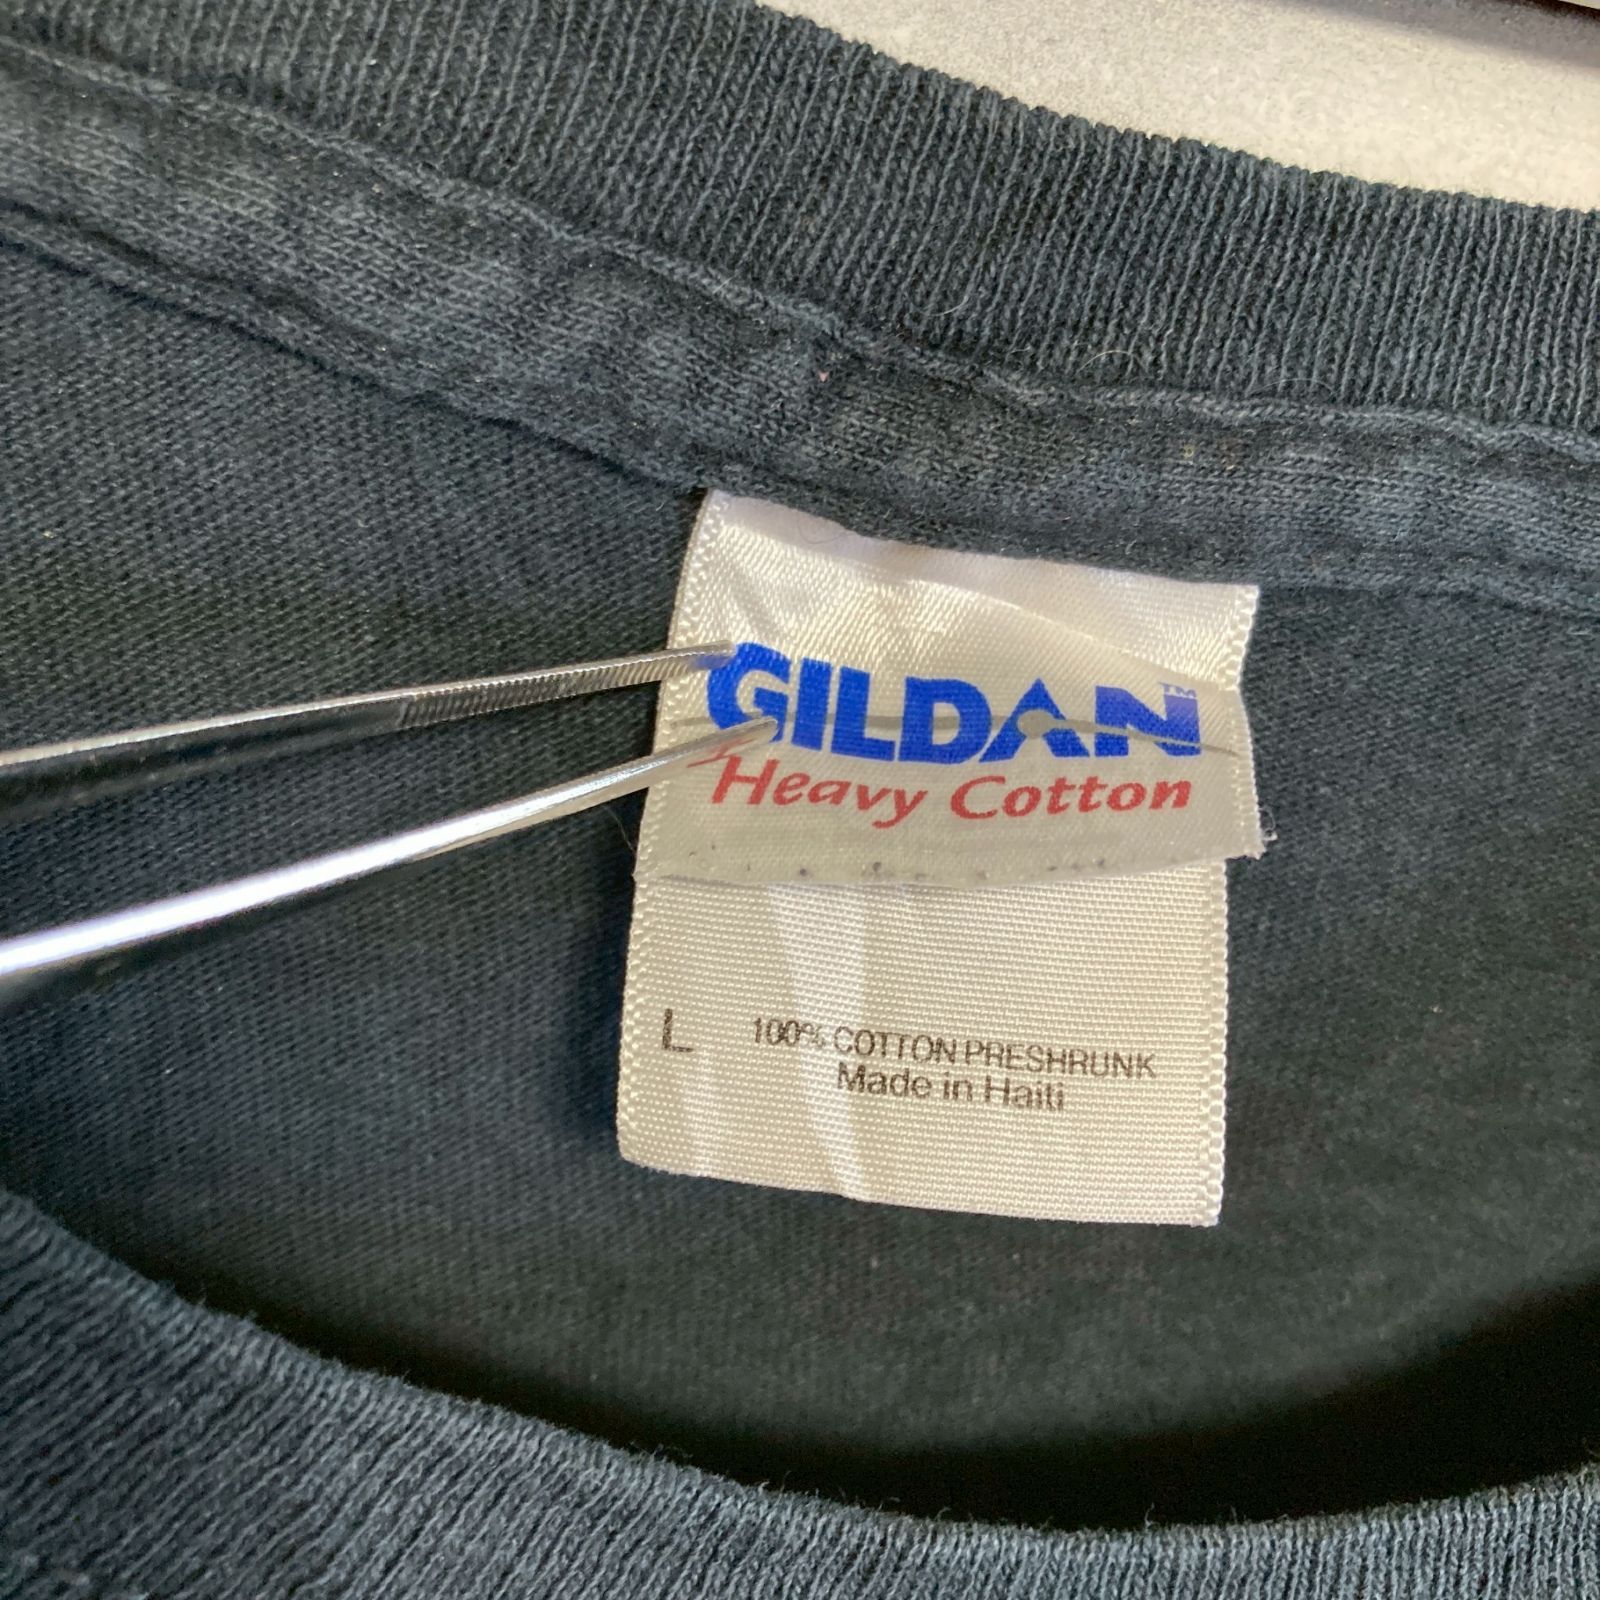 GILDAN™
Heavy Cotton
L 100% COTTON PRESHRUNK
Made in Haiti